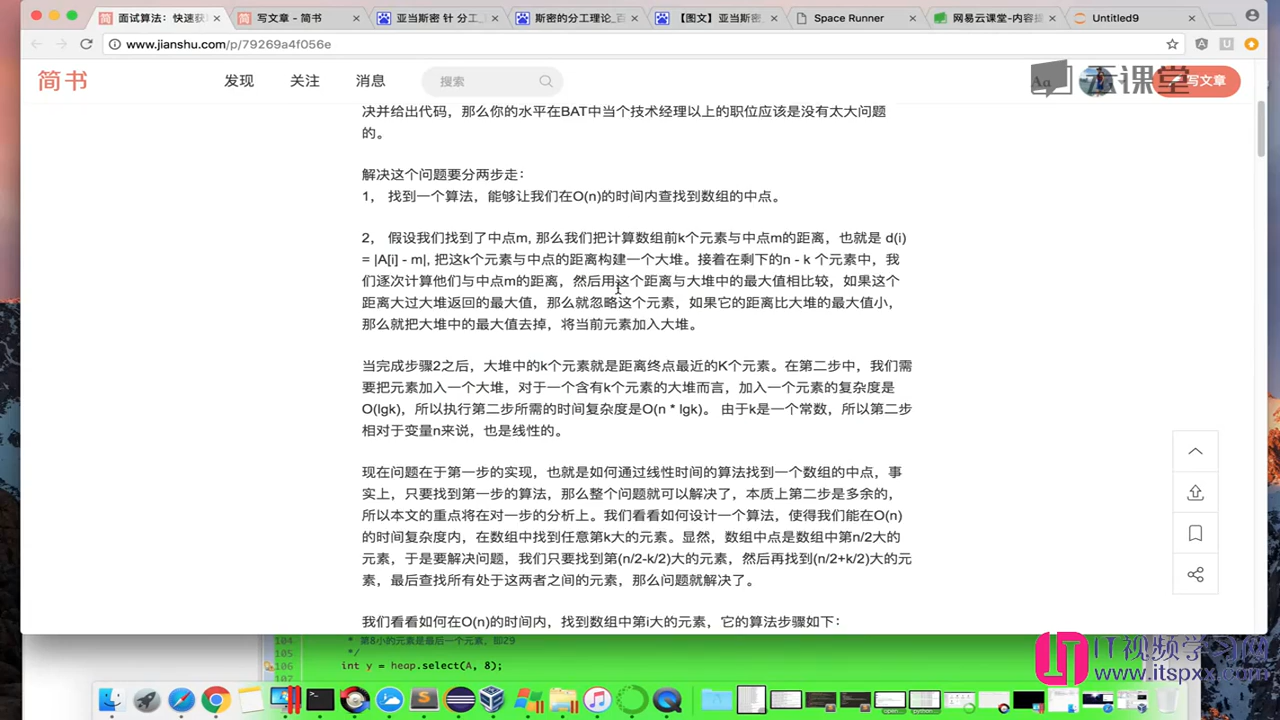 面试算法：快速获
写文章 - 简书
亚当斯密 针 分工_
斯密的分工理论_百
【图文】亚当斯密.
Space Runner
网易云课堂-内容提
Untitled9
www.jianshu.com/p/79269a4f056e
简书
发现
关注
消息
搜索
Aa
云课堂
写文章
决并给出代码，那么你的水平在BAT中当个技术经理以上的职位应该是没有太大问题
的。
解决这个问题要分两步走：
1， 找到一个算法，能够让我们在O(n)的时间内查找到数组的中点。
2， 假设我们找到了中点m, 那么我们把计算数组前k个元素与中点m的距离，也就是 d(i)
= |A[i] - m|, 把这k个元素与中点的距离构建一个大堆。接着在剩下的n - k 个元素中，我
们逐次计算他们与中点m的距离，然后用这个距离与大堆中的最大值相比较，如果这个
距离大过大堆返回的最大值，那么就忽略这个元素，如果它的距离比大堆的最大值小，
那么就把大堆中的最大值去掉，将当前元素加入大堆。
当完成步骤2之后，大堆中的k个元素就是距离终点最近的K个元素。在第二步中，我们需
要把元素加入一个大堆，对于一个含有k个元素的大堆而言，加入一个元素的复杂度是
O(lgk)，所以执行第二步所需的时间复杂度是O(n * lgk)。 由于k是一个常数，所以第二步
相对于变量n来说，也是线性的。
现在问题在于第一步的实现，也就是如何通过线性时间的算法找到一个数组的中点，事
实上，只要找到第一步的算法，那么整个问题就可以解决了，本质上第二步是多余的，
所以本文的重点将在对一步的分析上。我们看看如何设计一个算法，使得我们能在O(n)
的时间复杂度内，在数组中找到任意第k大的元素。显然，数组中点是数组中第n/2大的
元素，于是要解决问题，我们只要找到第(n/2-k/2)大的元素，然后再找到(n/2+k/2)大的元
素，最后查找所有处于这两者之间的元素，那么问题就解决了。
我们看看如何在O(n)的时间内，找到数组中第i大的元素，它的算法步骤如下：
104 * 第8小的元素是最后一个元素，即29
105 */
106 int y = heap.select(A, 8);
107
IT视频学习网
www.itspxx.com